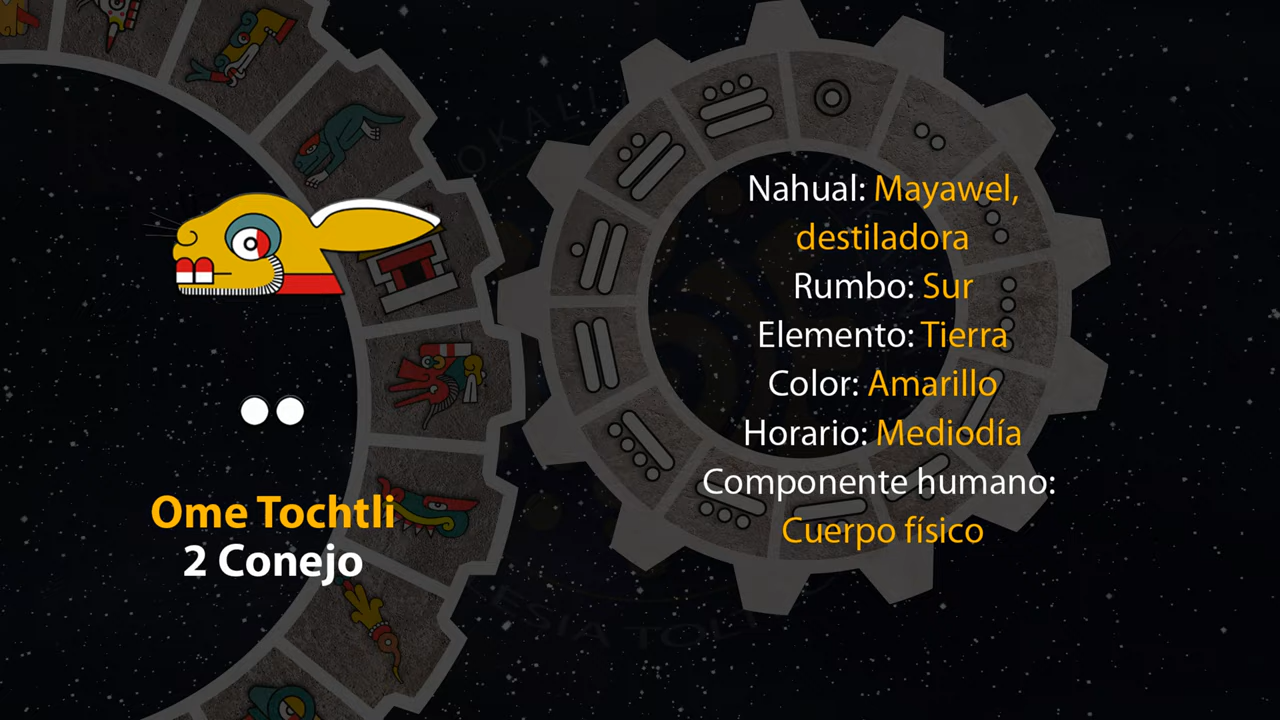 Ome Tochtli
2 Conejo
Nahual: Mayawel,
destiladora
Rumbo: Sur
Elemento: Tierra
Color: Amarillo
Horario: Mediodía
Componente humano:
Cuerpo físico